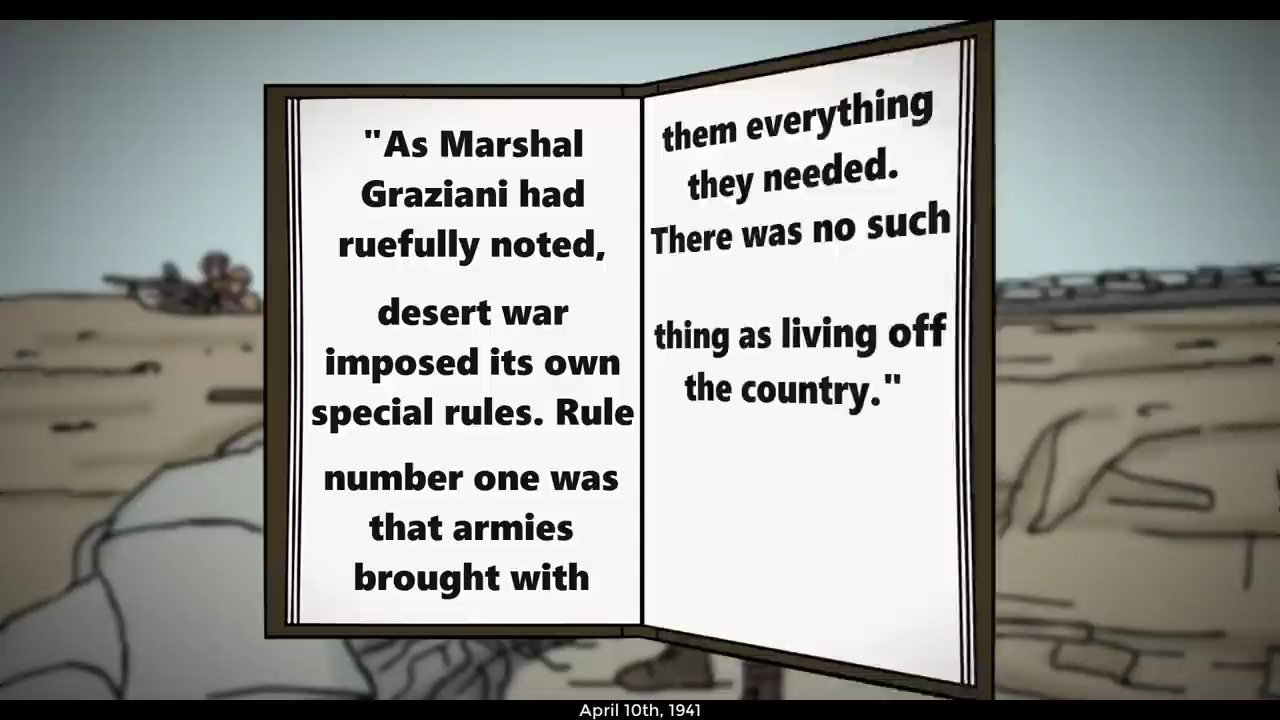 "As Marshal
Graziani had
ruefully noted,
desert war
imposed its own
special rules. Rule
number one was
that armies
brought with
them everything
they needed.
There was no such
thing as living off
the country."
April 10th, 1941